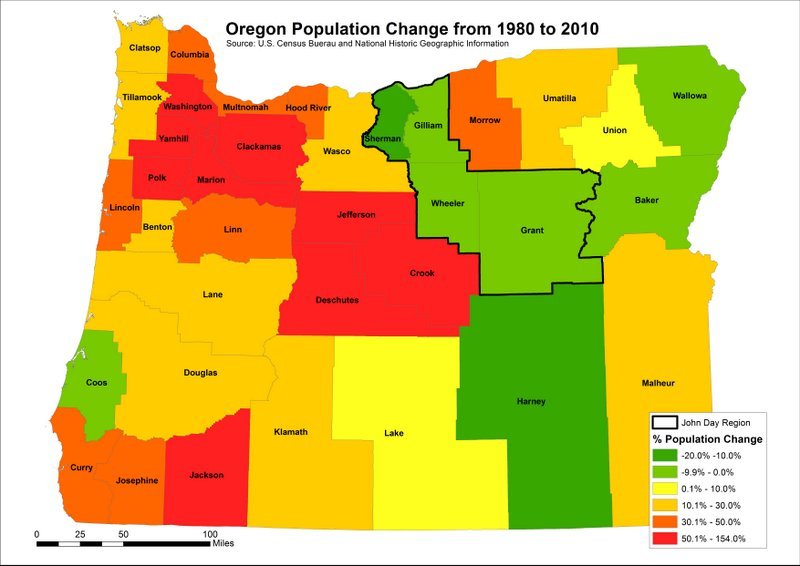 Oregon Population Change from 1980 to 2010
Source: U.S. Census Buerau and National Historic Geographic Information
Clatsop
Columbia
Tillamook
Washington
Multnomah
Hood River
Sherman
Gilliam
Morrow
Umatilla
Union
Wallowa
Yamhill
Clackamas
Wasco
Polk
Marion
Wheeler
Grant
Baker
Lincoln
Benton
Linn
Jefferson
Crook
Lane
Deschutes
Coos
Douglas
Harney
Malheur
Klamath
Lake
Curry
Josephine
Jackson
John Day Region
% Population Change
-20.0% -10.0%
-9.9% - 0.0%
0.1% - 10.0%
10.1% - 30.0%
30.1% - 50.0%
50.1% - 154.0%
0 25 50 100
Miles